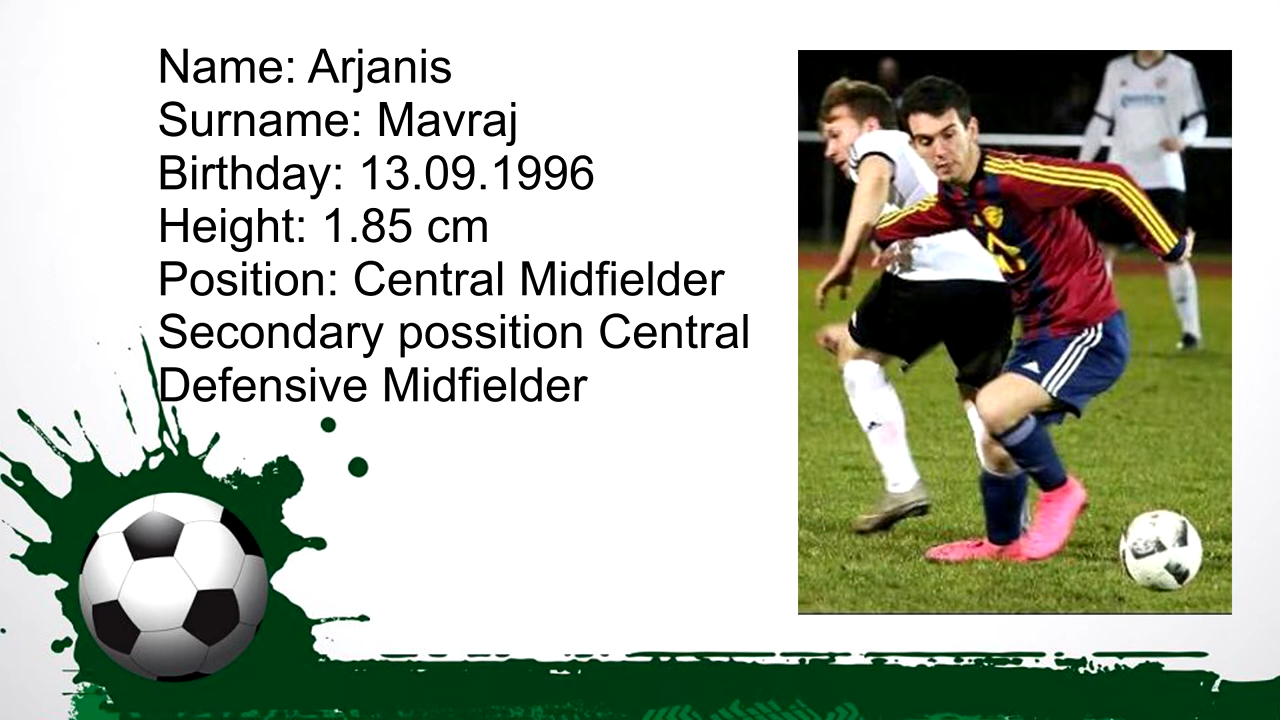 Name: Arjanis
Surname: Mavraj
Birthday: 13.09.1996
Height: 1.85 cm
Position: Central Midfielder
Secondary possition Central
Defensive Midfielder